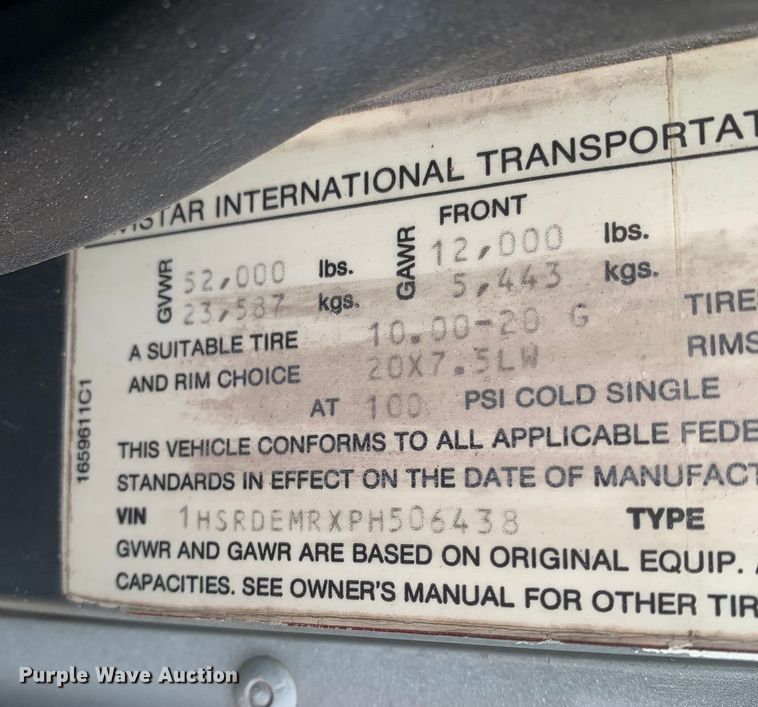 ISTAR INTERNATIONAL TRANSPORTAT
FRONT
GVWR 52,000 lbs. GAWR 12,000 lbs.
23,587 kgs. 5,443 kgs.
A SUITABLE TIRE 10.00-20 G TIRE
AND RIM CHOICE 20X7.5LW RIMS
AT 100 PSI COLD SINGLE
THIS VEHICLE CONFORMS TO ALL APPLICABLE FEDE
STANDARDS IN EFFECT ON THE DATE OF MANUFACT
VIN 1HSRDEMRXPH506438 TYPE
GVWR AND GAWR ARE BASED ON ORIGINAL EQUIP. A
CAPACITIES. SEE OWNER'S MANUAL FOR OTHER TIR
1659611C1
Purple Wave Auction